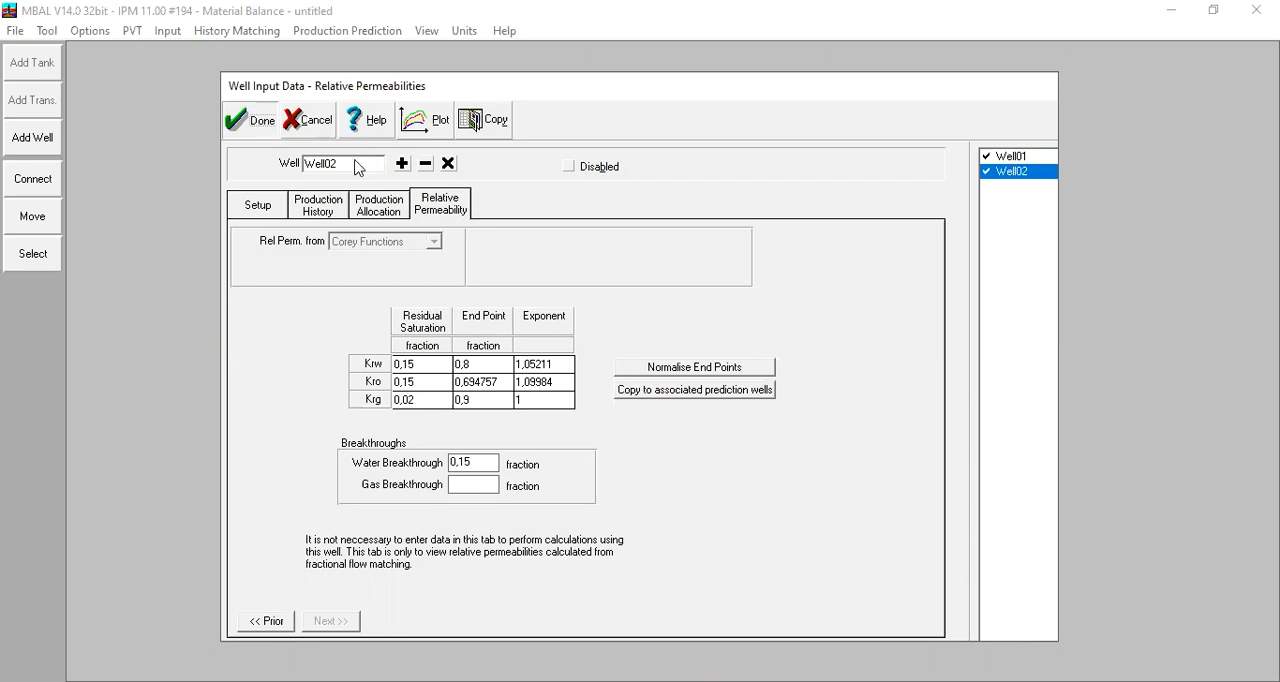 MBAL V14.0 32bit - IPM 11.00 #194 - Material Balance - untitled
File Tool Options PVT Input History Matching Production Prediction View Units Help
Add Tank
Add Trans.
Add Well
Connect
Move
Select
Well Input Data - Relative Permeabilities
Done Cancel Help Plot Copy
Well Well02 Disabled
Well01
Well02
Setup Production History Production Allocation Relative Permeability
Rel Perm. from Corey Functions
Residual Saturation End Point Exponent
fraction fraction
Krw 0,15 0,8 1,05211
Kro 0,15 0,694757 1,09984
Krg 0,02 0,9 1
Normalise End Points
Copy to associated prediction wells
Breakthroughs
Water Breakthrough 0,15 fraction
Gas Breakthrough fraction
It is not neccessary to enter data in this tab to perform calculations using
this well. This tab is only to view relative permeabilities calculated from
fractional flow matching.
<< Prior Next >>